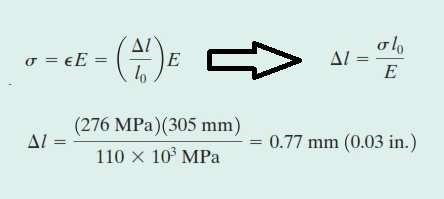 σ = ϵE = (Δl / l₀) E ⇨ Δl = σl₀ / E
Δl = (276 MPa)(305 mm) / 110 × 10³ MPa = 0.77 mm (0.03 in.)